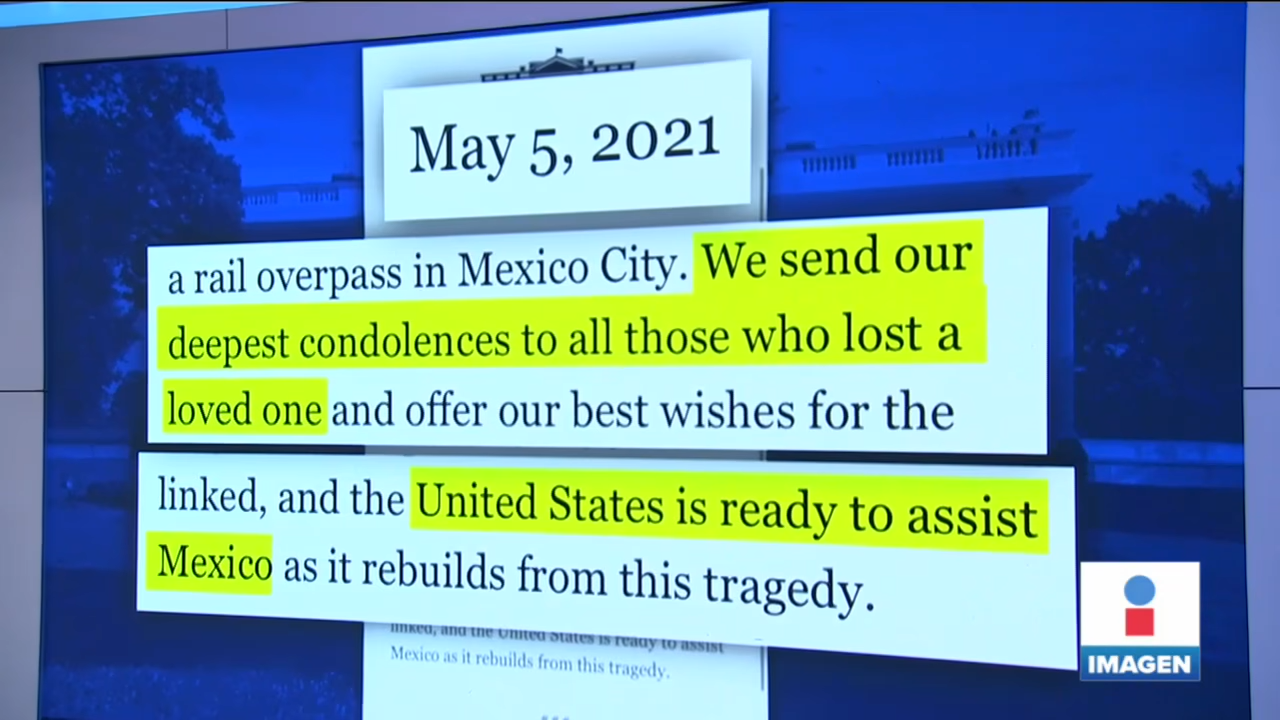 May 5, 2021
a rail overpass in Mexico City. We send our
deepest condolences to all those who lost a
loved one and offer our best wishes for the
linked, and the United States is ready to assist
Mexico as it rebuilds from this tragedy.
linked, and the United States is ready to assist
Mexico as it rebuilds from this tragedy.
IMAGEN